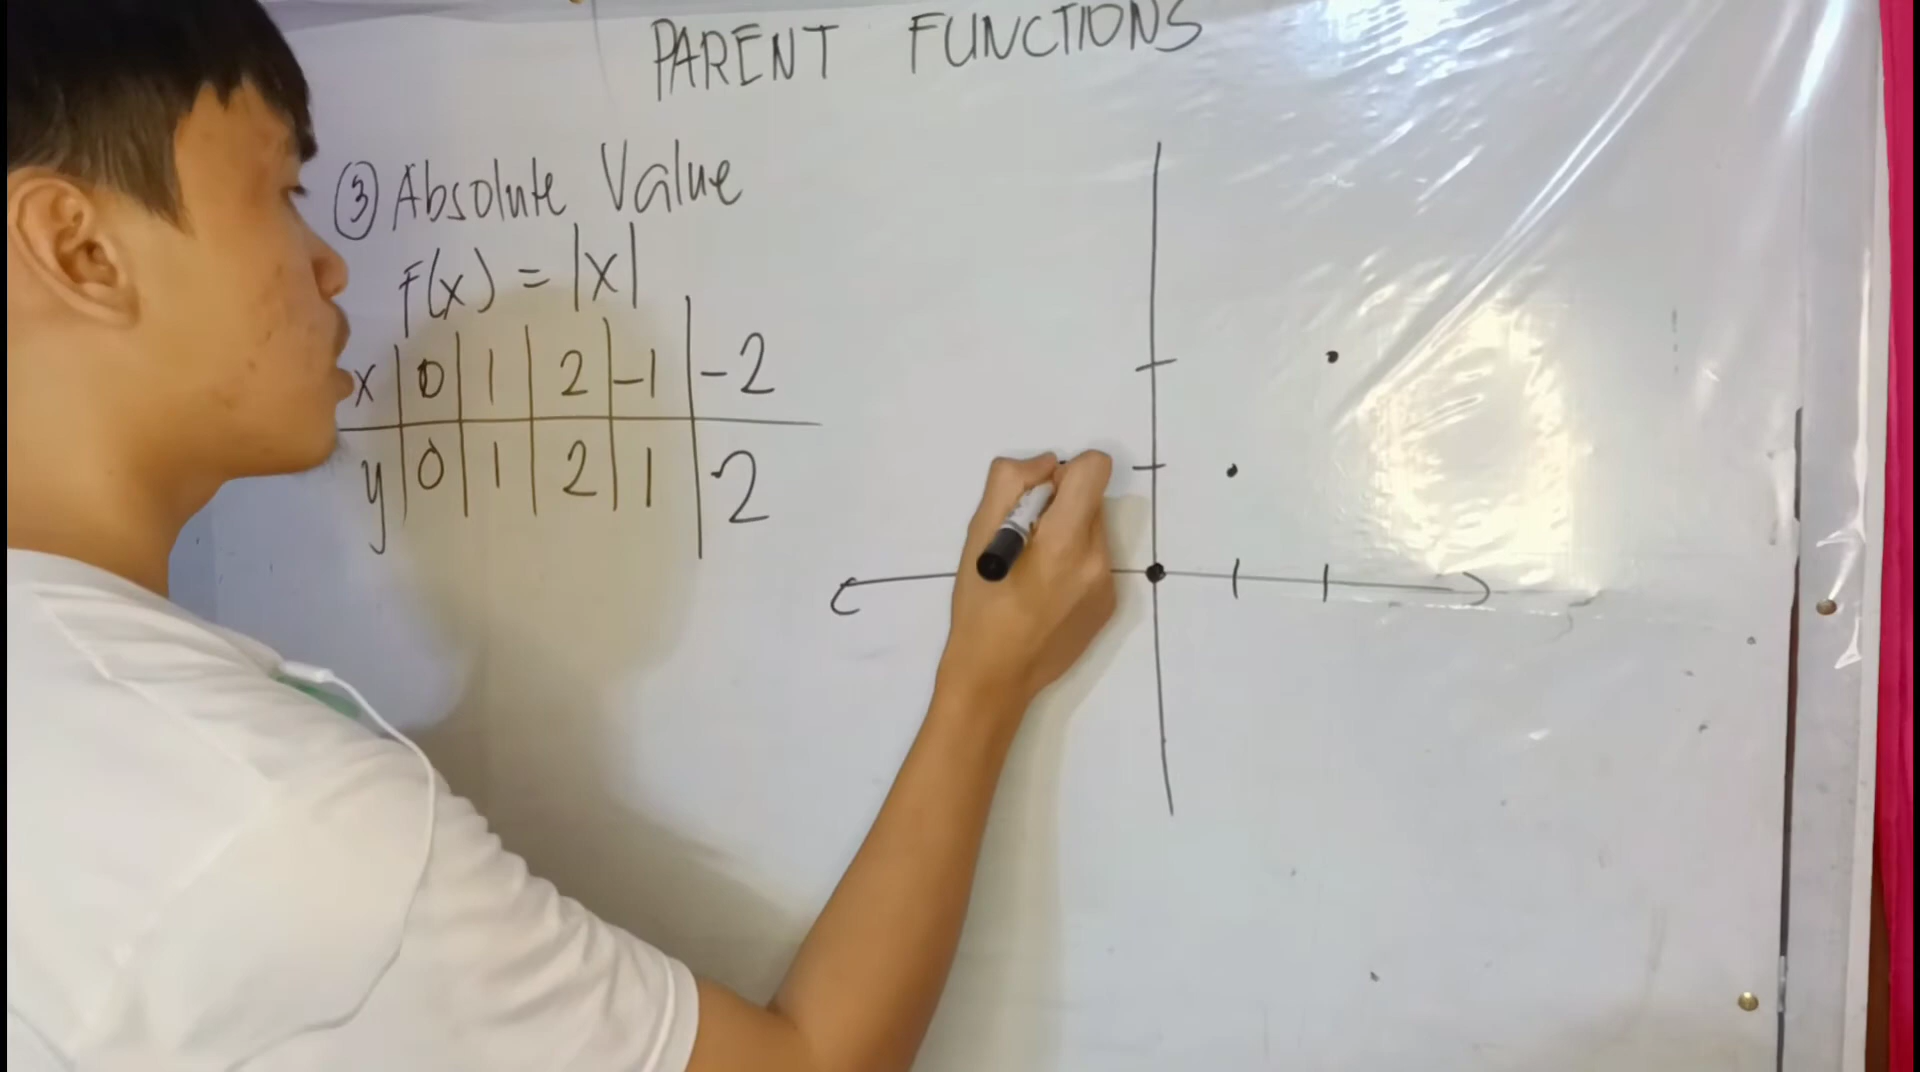 PARENT FUNCTIONS
③ Absolute Value
f(x) = |x|
x | 0 | 1 | 2 | -1 | -2
y | 0 | 1 | 2 | 1 | 2